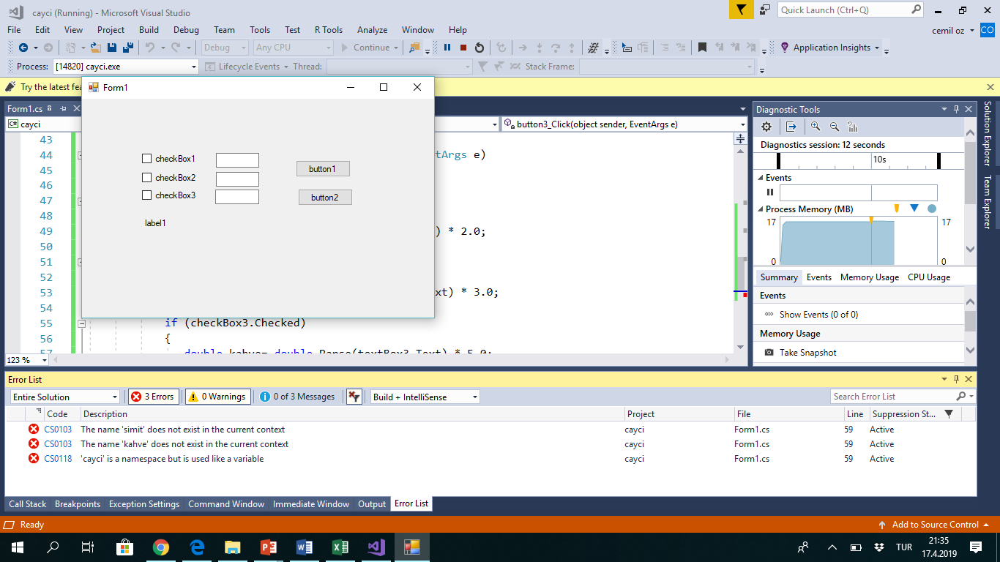 cayci (Running) - Microsoft Visual Studio
Quick Launch (Ctrl+Q)
File Edit View Project Build Debug Team Tools Test R Tools Analyze Window Help
cemil oz CO
Debug Any CPU Continue Application Insights
Process: [14820] cayci.exe Lifecycle Events Thread: Stack Frame:
Try the latest fea
Form1
Form1.cs
C# cayci
button3_Click(object sender, EventArgs e)
43
44 tArgs e)
45
46
47
48
49 ) * 2.0;
50
51
52
53 xt) * 3.0;
54
55 if (checkBox3.Checked)
56 {
57 double kahve= double.Parse(textBox3.Text) * 5.0;
123 %
checkBox1
checkBox2
checkBox3
button1
button2
label1
Diagnostic Tools
Diagnostics session: 12 seconds
10s
Events
Process Memory (MB)
17 17
0 0
Summary Events Memory Usage CPU Usage
Events
Show Events (0 of 0)
Memory Usage
Take Snapshot
Solution Explorer
Team Explorer
Error List
Entire Solution 3 Errors 0 Warnings 0 of 3 Messages Build + IntelliSense Search Error List
Code Description Project File Line Suppression St...
CS0103 The name 'simit' does not exist in the current context cayci Form1.cs 59 Active
CS0103 The name 'kahve' does not exist in the current context cayci Form1.cs 59 Active
CS0118 'cayci' is a namespace but is used like a variable cayci Form1.cs 59 Active
Call Stack Breakpoints Exception Settings Command Window Immediate Window Output Error List
Ready Add to Source Control
TUR
21:35
17.4.2019